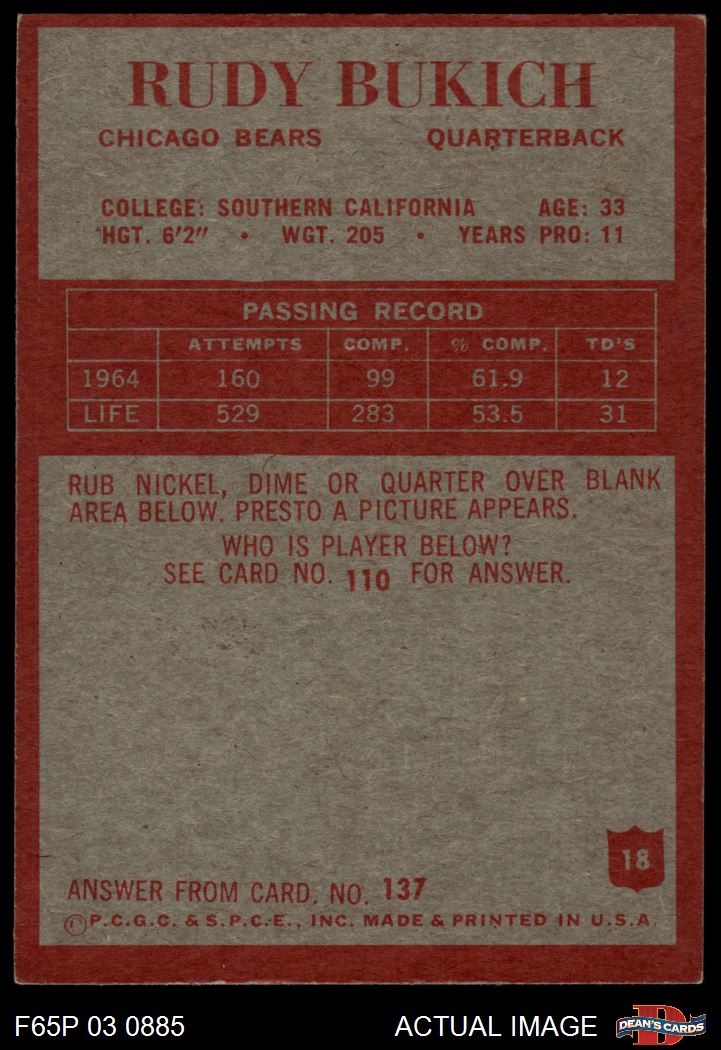 RUDY BUKICH
CHICAGO BEARS QUARTERBACK
COLLEGE: SOUTHERN CALIFORNIA AGE: 33
HGT. 6'2" • WGT. 205 • YEARS PRO: 11
PASSING RECORD
ATTEMPTS COMP. % COMP. TD'S
1964 160 99 61.9 12
LIFE 529 283 53.5 31
RUB NICKEL, DIME OR QUARTER OVER BLANK
AREA BELOW. PRESTO A PICTURE APPEARS.
WHO IS PLAYER BELOW?
SEE CARD NO. 110 FOR ANSWER.
18
ANSWER FROM CARD. NO. 137
©P.C.G.C. & S.P.C.E., INC. MADE & PRINTED IN U.S.A.
F65P 03 0885 ACTUAL IMAGE D DEAN'S CARDS